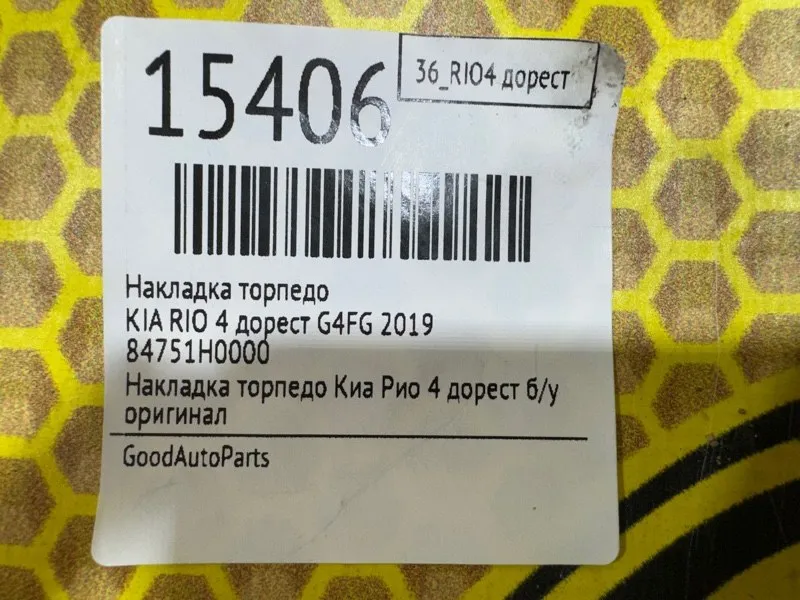 15406
36_RIO4 дорест
Накладка торпедо
KIA RIO 4 дорест G4FG 2019
84751H0000
Накладка торпедо Киа Рио 4 дорест б/у
оригинал
GoodAutoParts